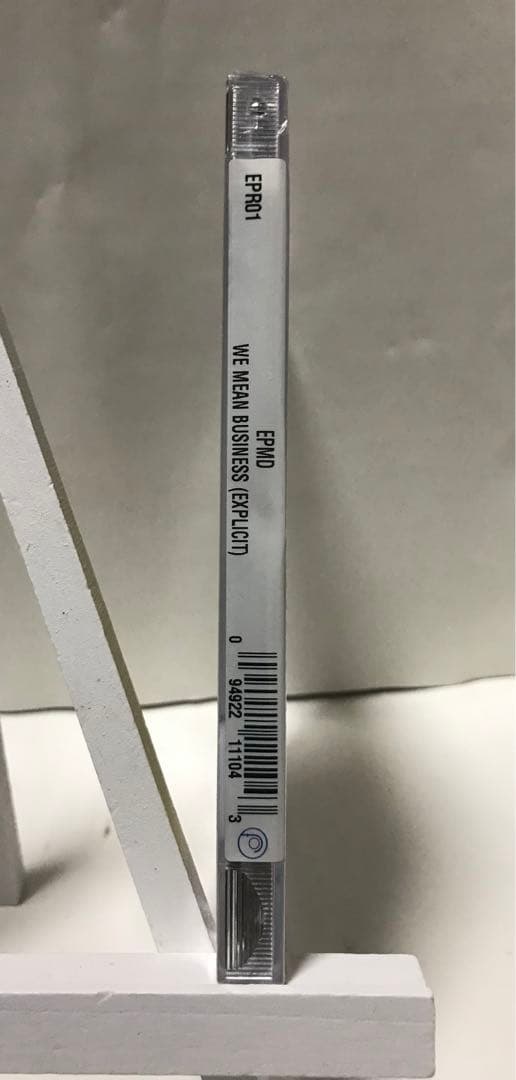 EPR01
EPMD
WE MEAN BUSINESS (EXPLICIT)
0 94922 11104 3